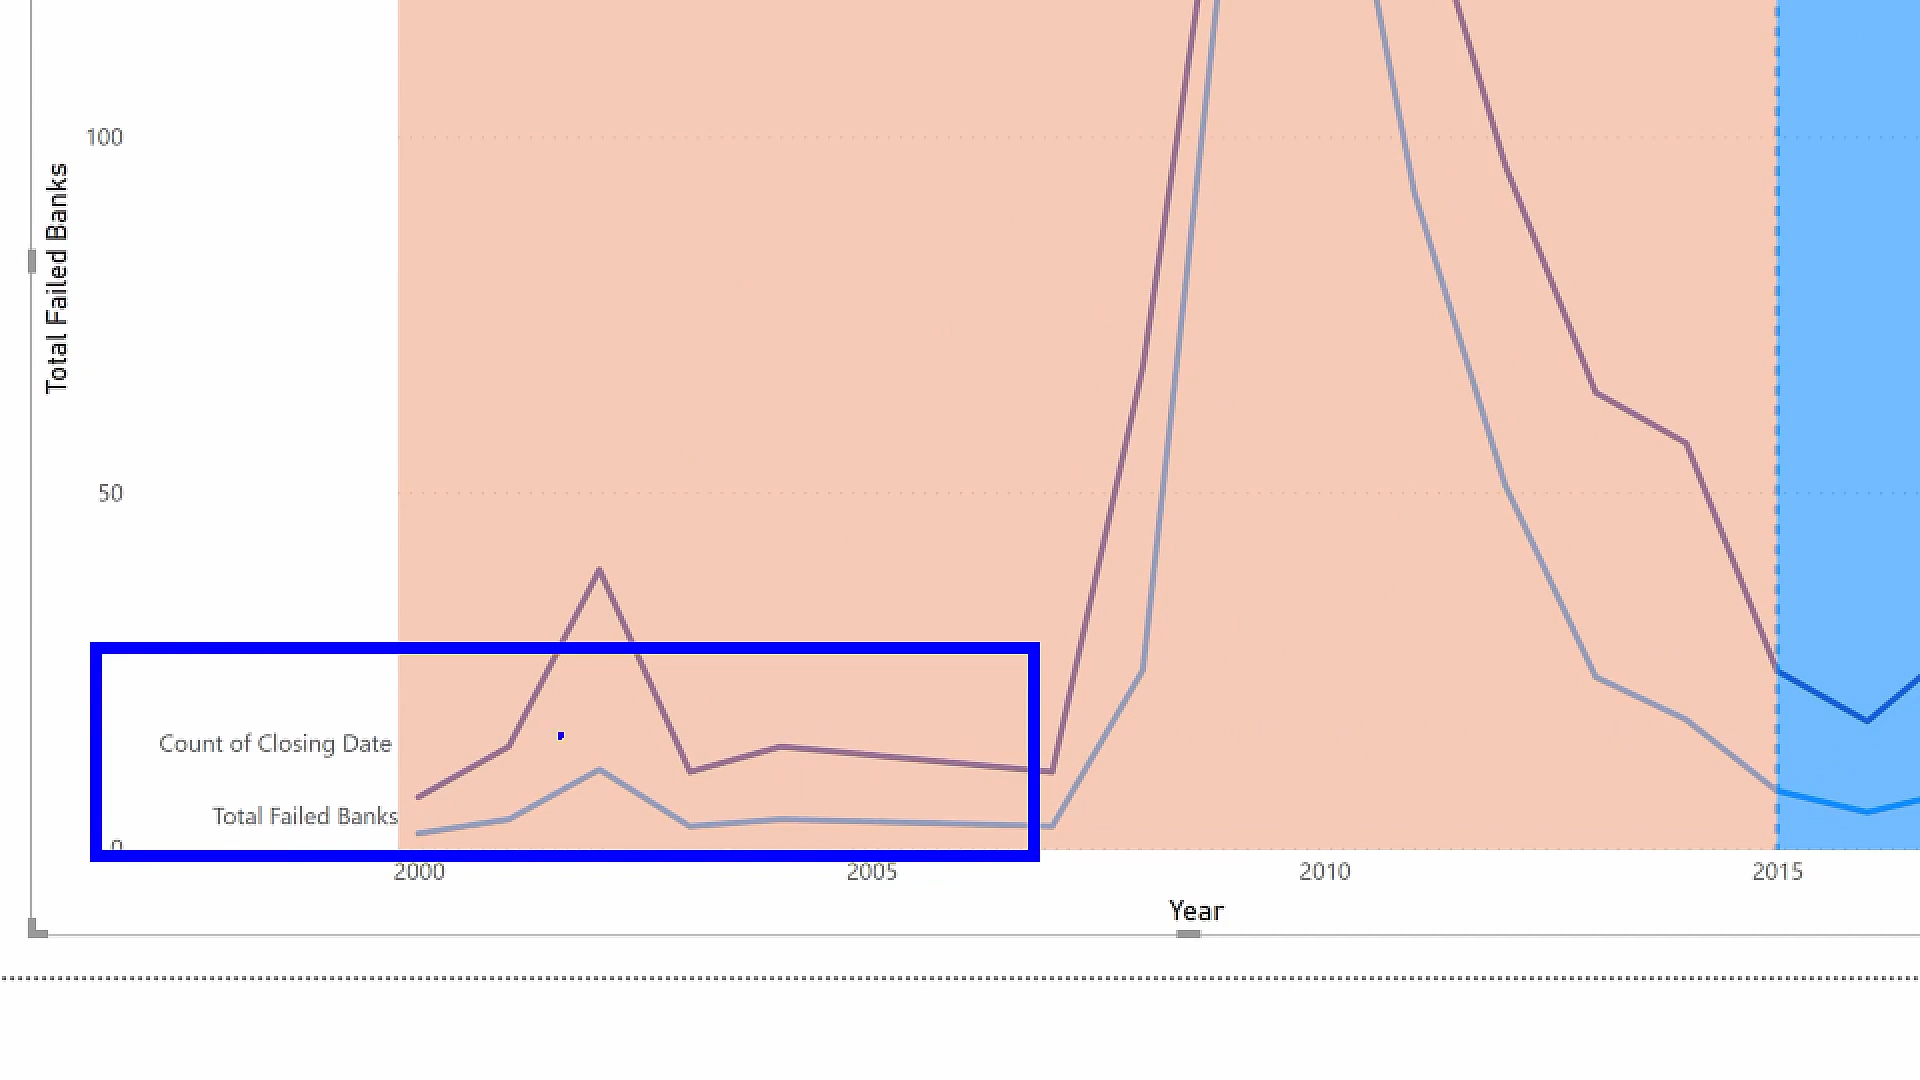 100
Total Failed Banks
50
Count of Closing Date
Total Failed Banks
0
2000 2005 2010 2015
Year